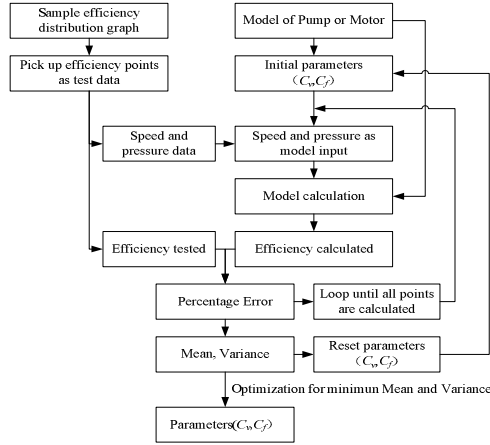 Sample efficiency
distribution graph
Model of Pump or Motor
Pick up efficiency points
as test data
Initial parameters
(Cv,Cf)
Speed and
pressure data
Speed and pressure as
model input
Model calculation
Efficiency tested
Efficiency calculated
Percentage Error
Loop until all points
are calculated
Mean, Variance
Reset parameters
(Cv,Cf)
Optimization for minimun Mean and Variance
Parameters(Cv,Cf)